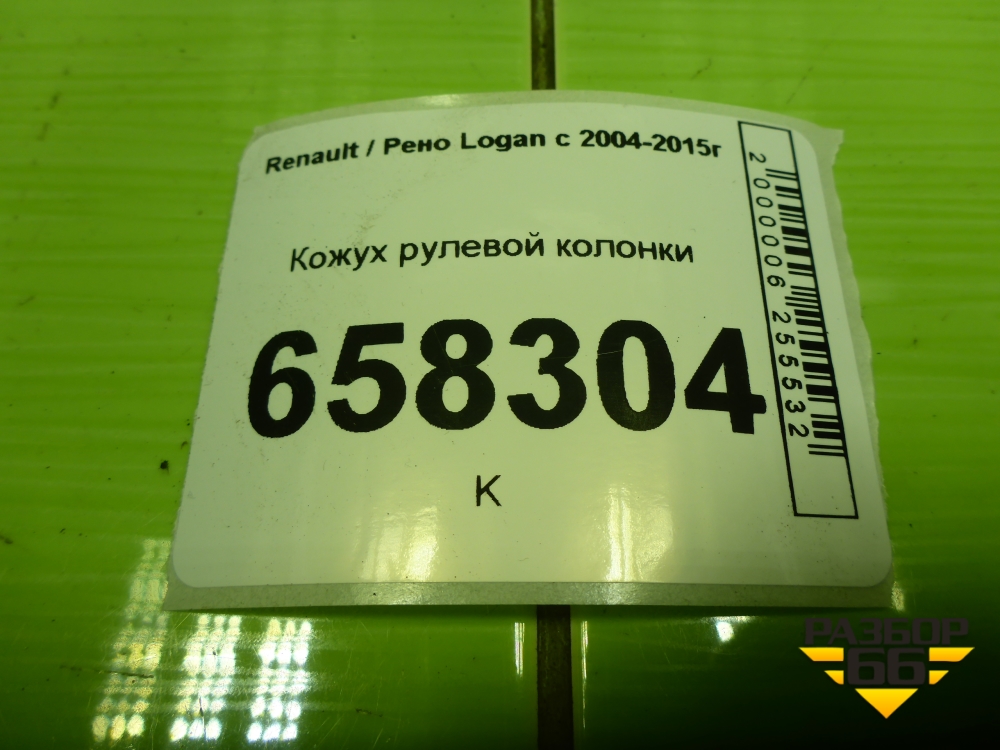 Renault / Рено Logan с 2004-2015г
Кожух рулевой колонки
658304
К
2000006255532
РАЗБОР
66